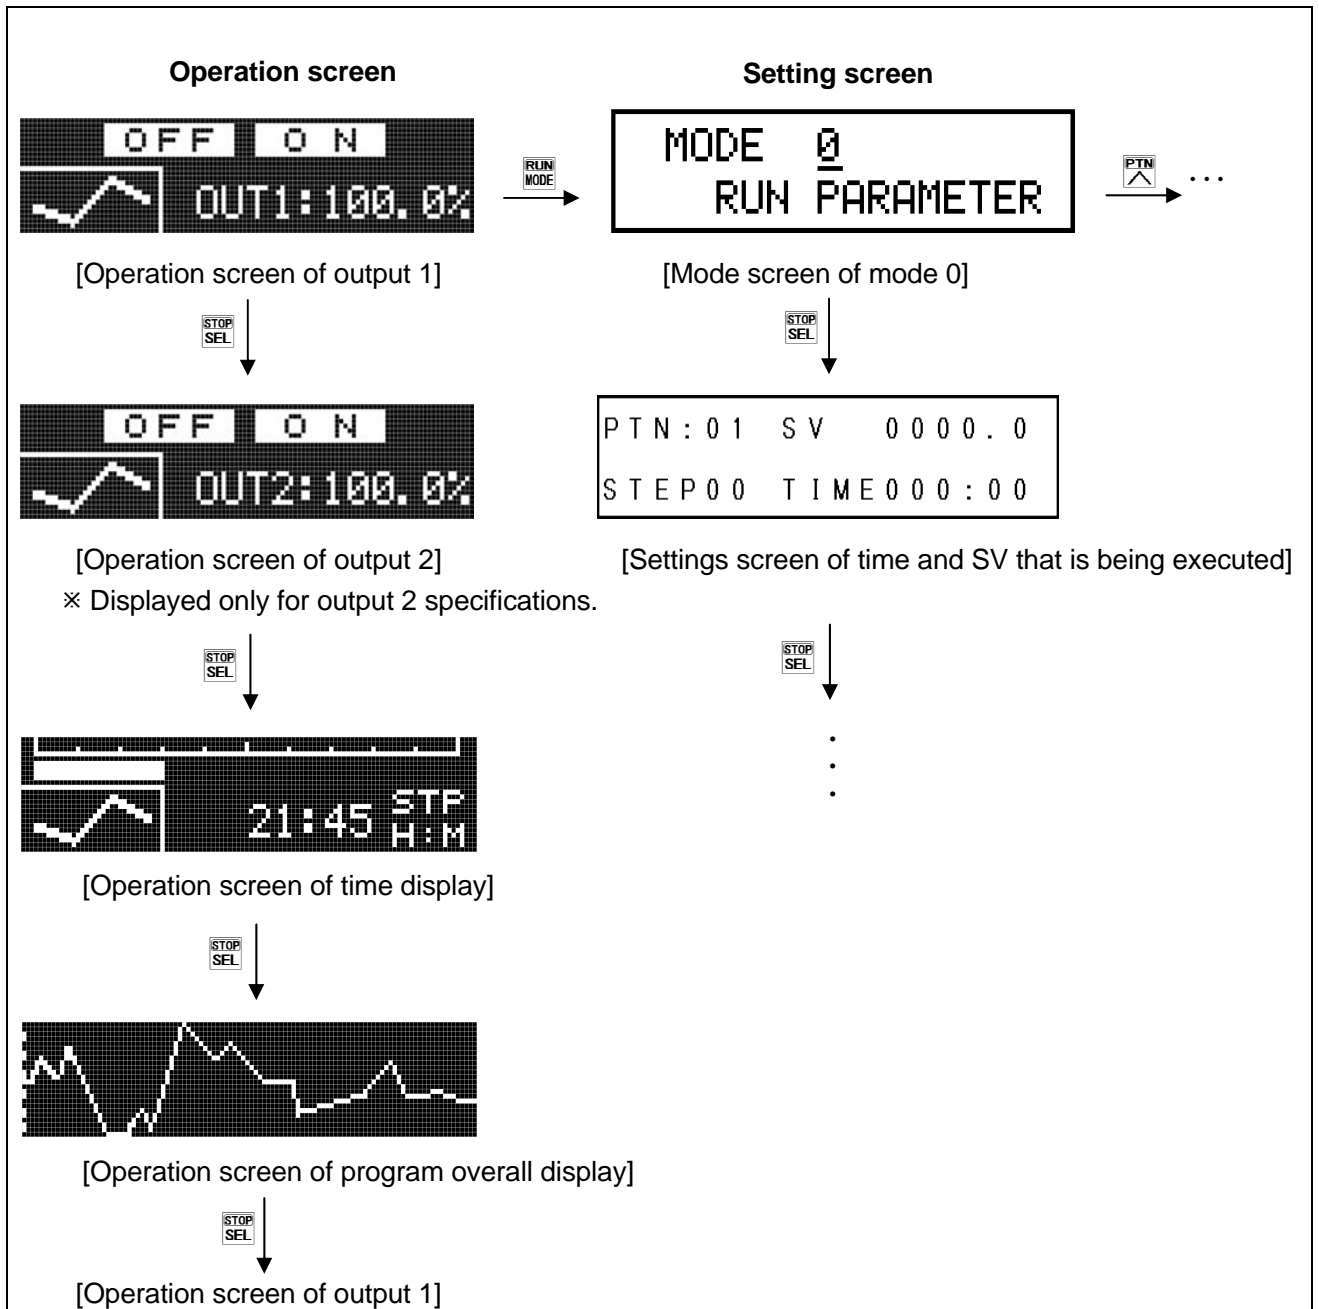 Operation screen
Setting screen
OFF ON
OUT1:100.0%
RUN
MODE
MODE 0
RUN PARAMETER
PTN
...
[Operation screen of output 1]
[Mode screen of mode 0]
STOP
SEL
STOP
SEL
OFF ON
OUT2:100.0%
PTN:01 SV 0000.0
STEP00 TIME000:00
[Operation screen of output 2]
[Settings screen of time and SV that is being executed]
※ Displayed only for output 2 specifications.
STOP
SEL
STOP
SEL
21:45 STP
H:M
[Operation screen of time display]
STOP
SEL
[Operation screen of program overall display]
STOP
SEL
[Operation screen of output 1]